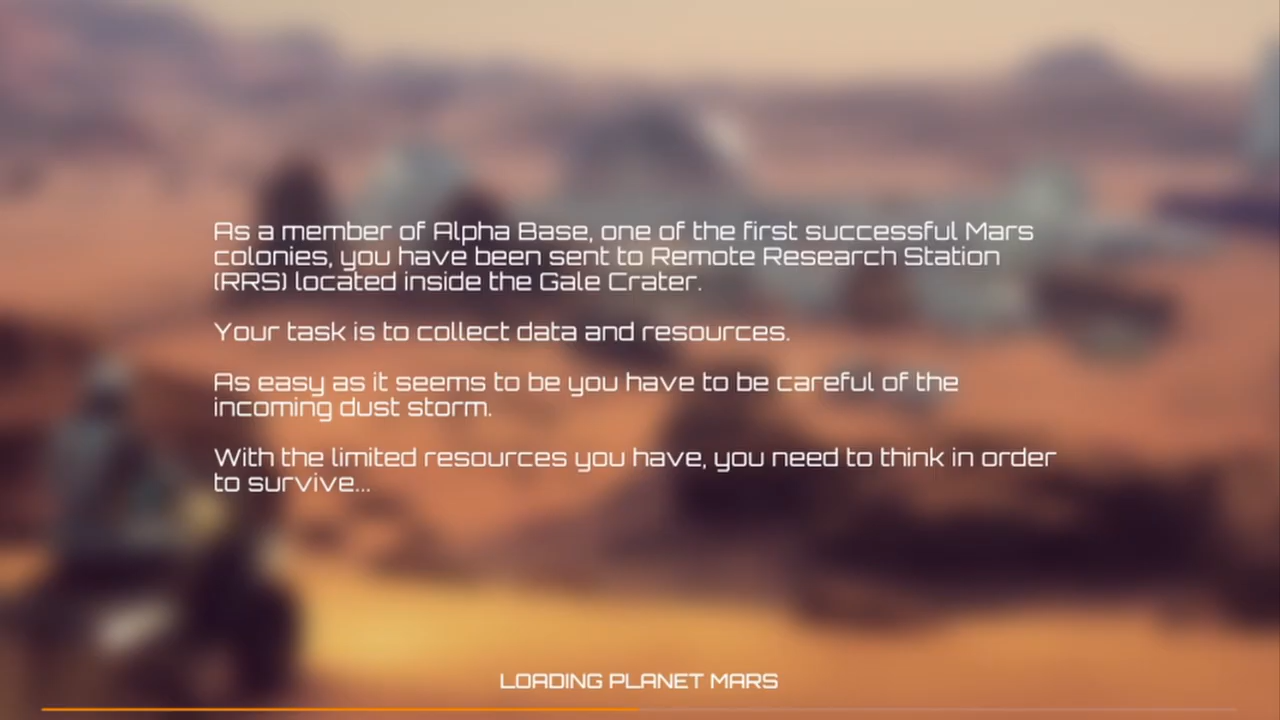 As a member of Alpha Base, one of the first successful Mars
colonies, you have been sent to Remote Research Station
(RRS) located inside the Gale Crater.
Your task is to collect data and resources.
As easy as it seems to be you have to be careful of the
incoming dust storm.
With the limited resources you have, you need to think in order
to survive...
LOADING PLANET MARS